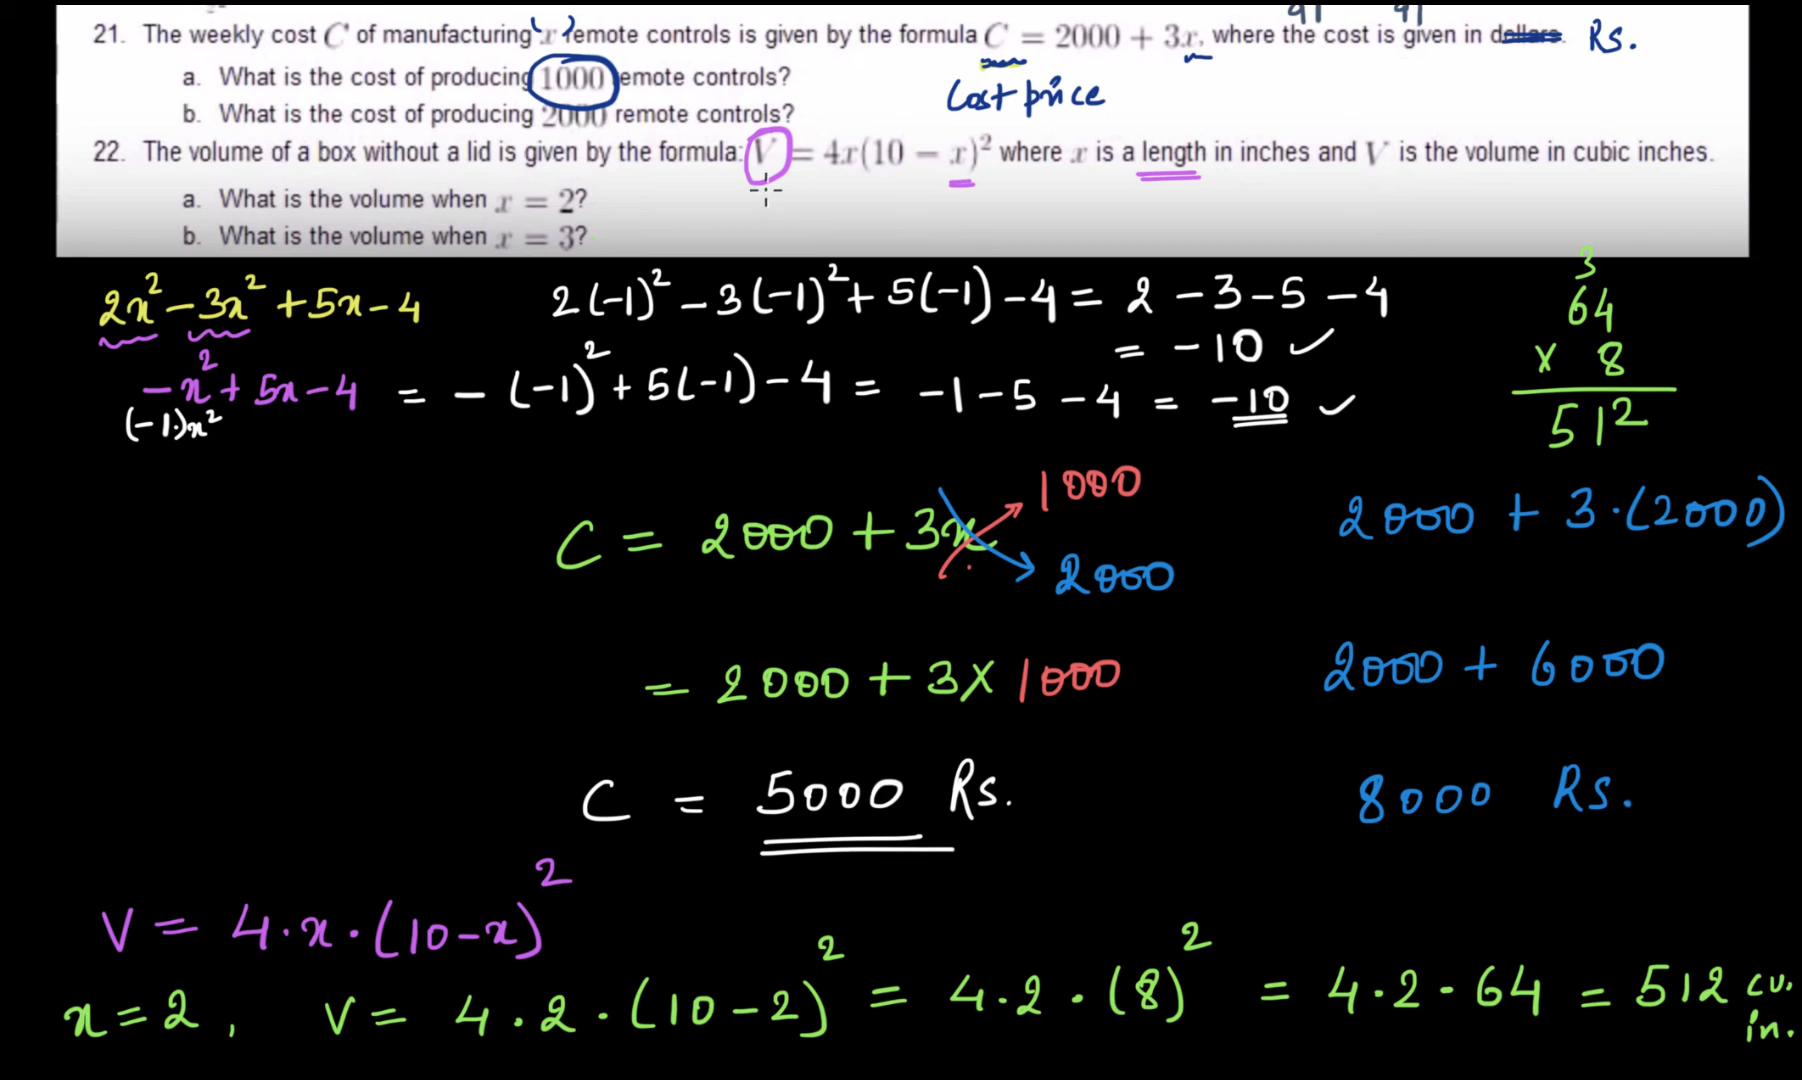 21. The weekly cost C of manufacturing 'x' remote controls is given by the formula C = 2000 + 3x, where the cost is given in dollars. Rs.
a. What is the cost of producing 1000 remote controls?
Cost price
b. What is the cost of producing 2000 remote controls?
22. The volume of a box without a lid is given by the formula: V = 4x(10 − x)² where x is a length in inches and V is the volume in cubic inches.
a. What is the volume when x = 2?
b. What is the volume when x = 3?
2x² − 3x² + 5x − 4
2(−1)² − 3(−1)² + 5(−1) − 4 = 2 − 3 − 5 − 4
= −10 ✓
−x² + 5x − 4 = −(−1)² + 5(−1) − 4 = −1 − 5 − 4 = −10 ✓
(−1·)x²
3
64
× 8
512
C = 2000 + 3x
1000
2000
2000 + 3·(2000)
= 2000 + 3 × 1000
2000 + 6000
C = 5000 Rs.
8000 Rs.
V = 4·x·(10−x)²
x = 2, V = 4·2·(10−2)² = 4·2·(8)² = 4·2·64 = 512 cu. in.